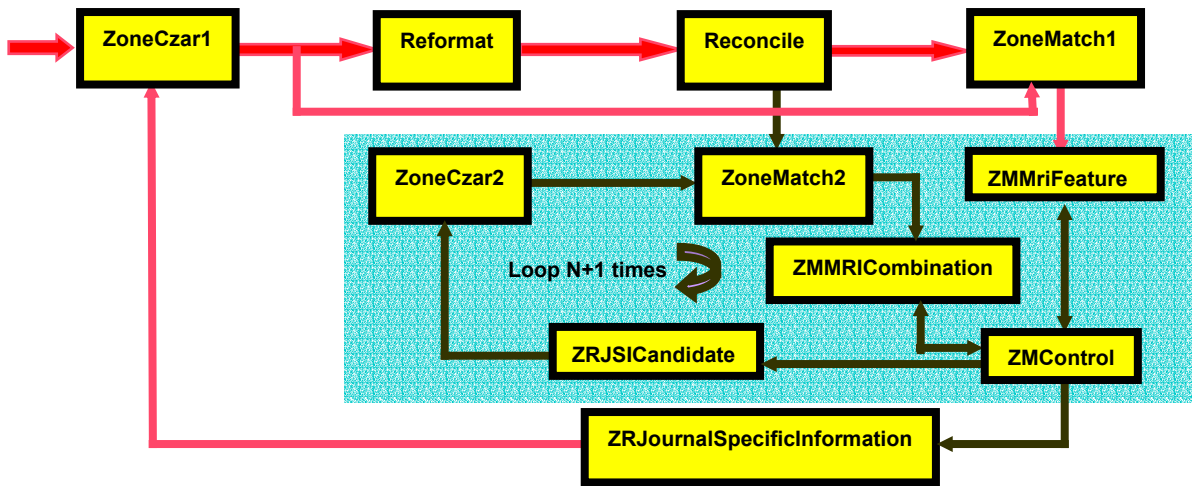 ZoneCzar1
Reformat
Reconcile
ZoneMatch1
ZoneCzar2
ZoneMatch2
ZMMriFeature
Loop N+1 times
ZMMRICombination
ZRJSICandidate
ZMControl
ZRJournalSpecificInformation